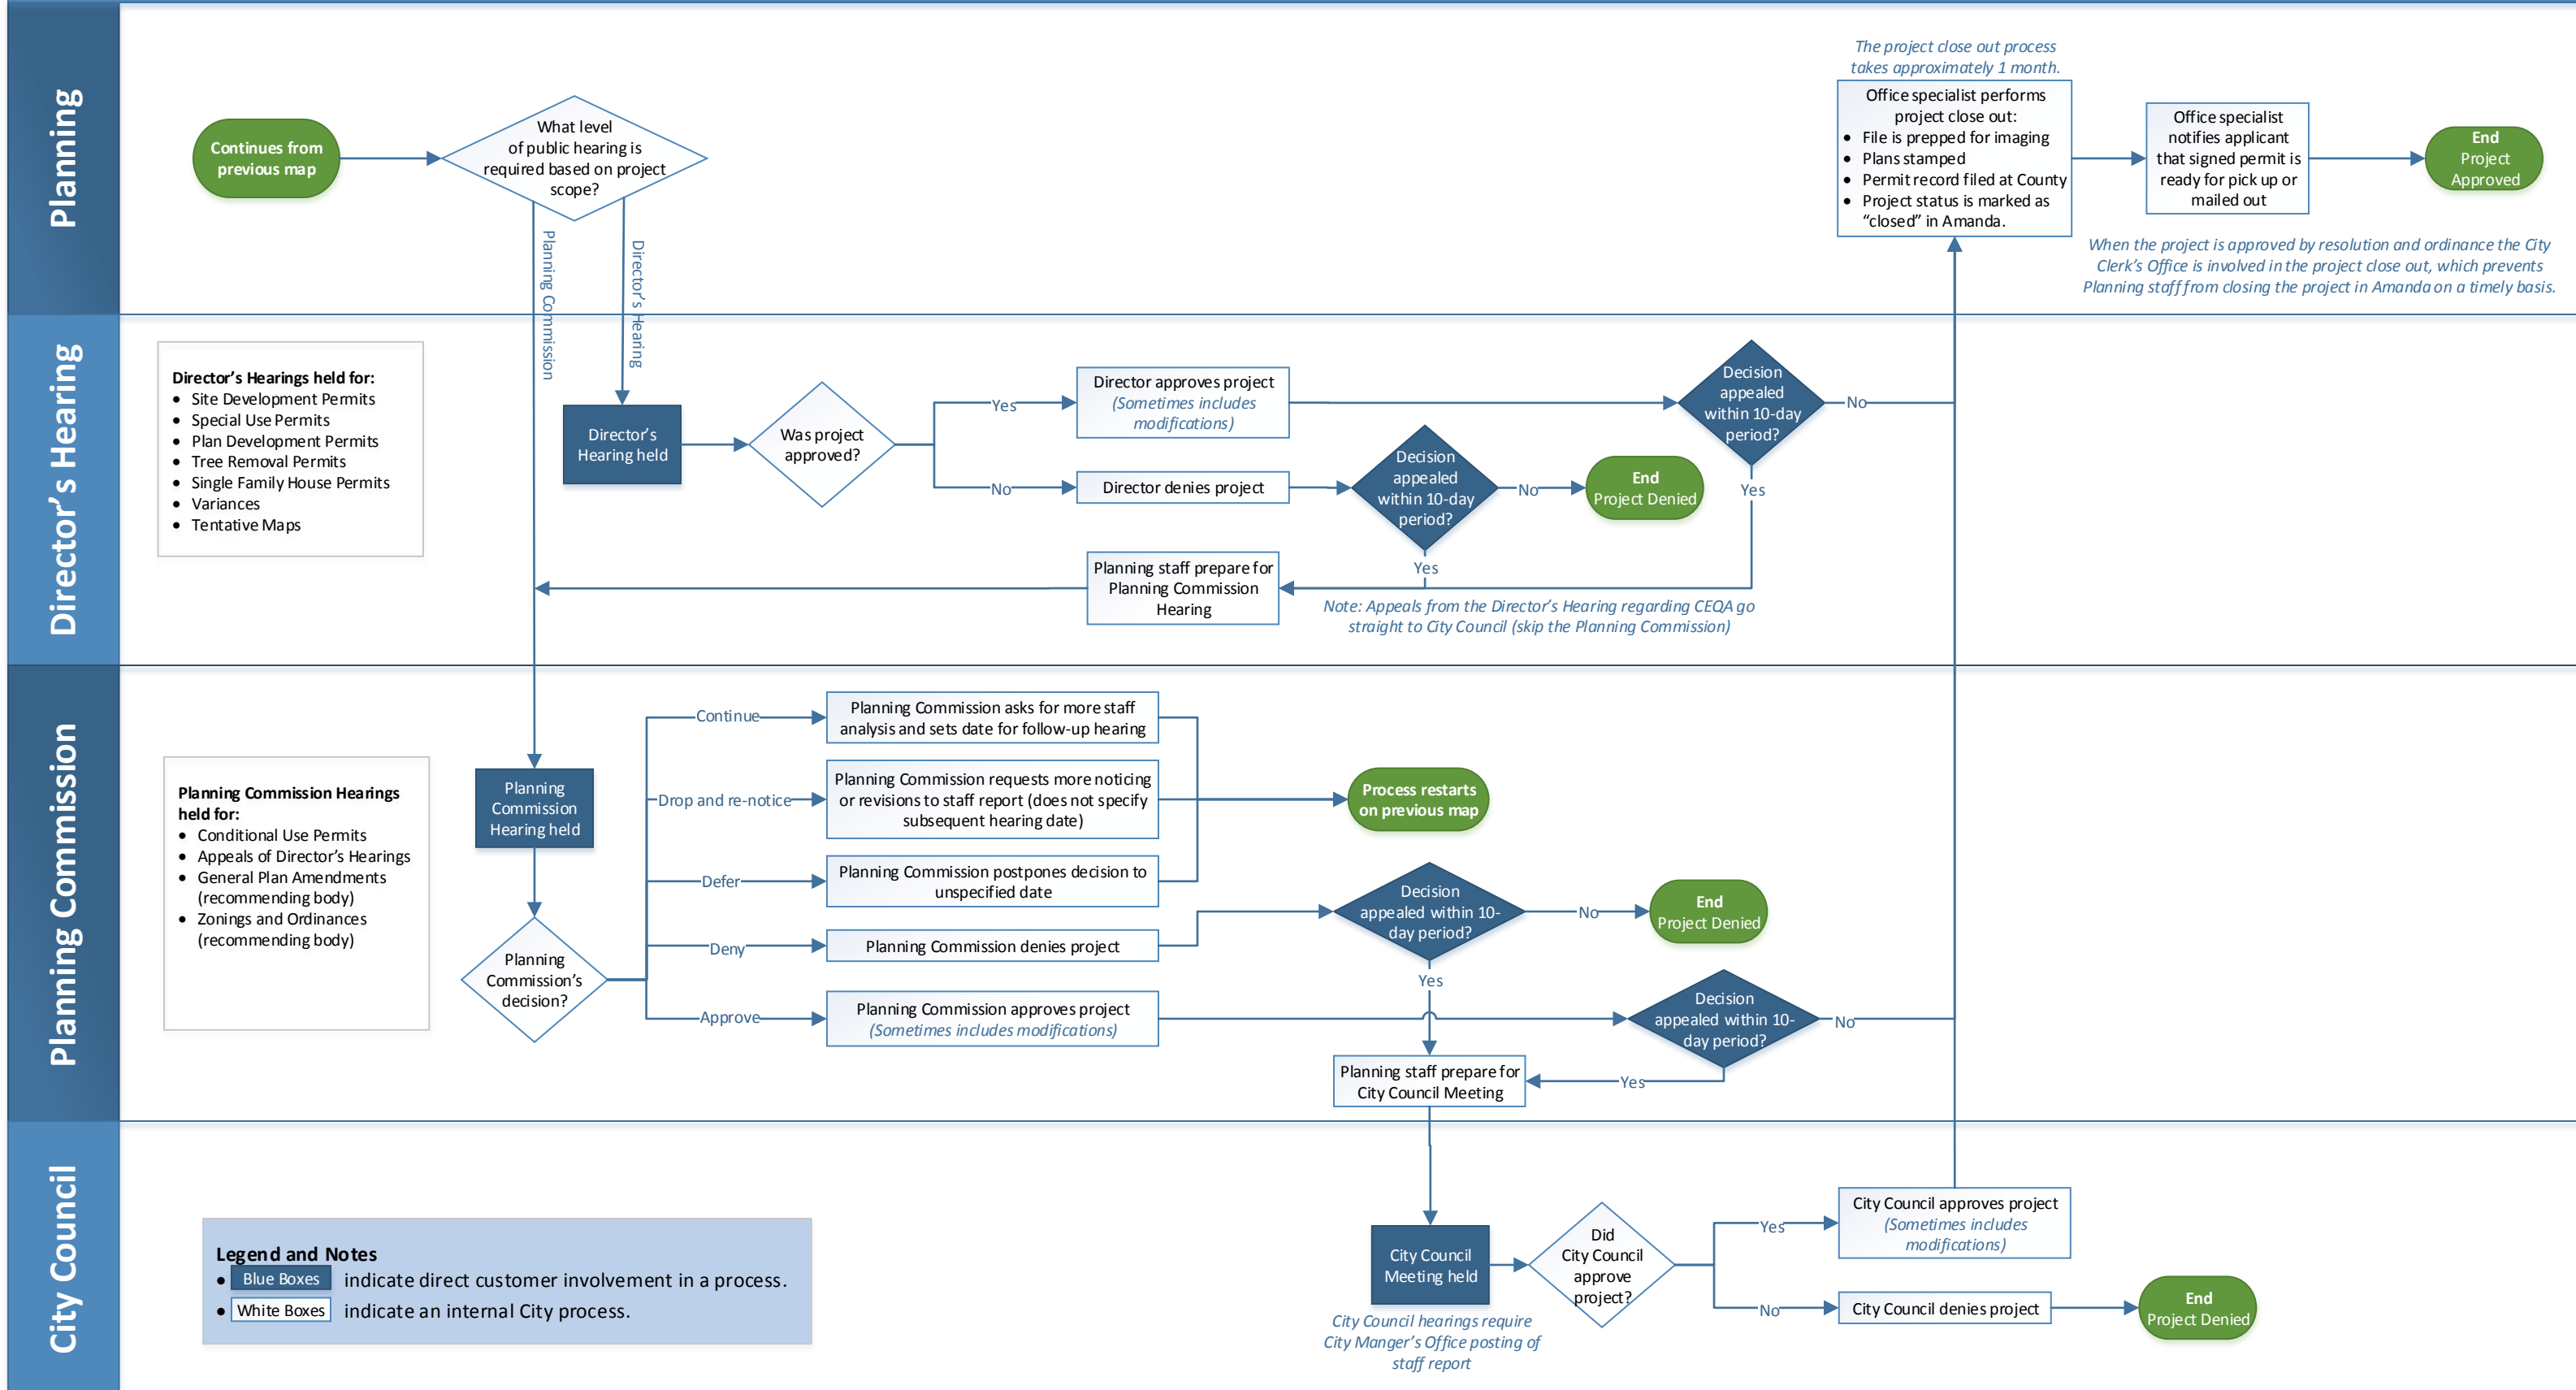 Planning
Continues from
previous map
What level
of public hearing is
required based on project
scope?
Planning Commission
Director's Hearing
The project close out process
takes approximately 1 month.
Office specialist performs
project close out:
• File is prepped for imaging
• Plans stamped
• Permit record filed at County
• Project status is marked as
“closed” in Amanda.
Office specialist
notifies applicant
that signed permit is
ready for pick up or
mailed out
End
Project
Approved
When the project is approved by resolution and ordinance the City
Clerk's Office is involved in the project close out, which prevents
Planning staff from closing the project in Amanda on a timely basis.
Director's Hearing
Director's Hearings held for:
• Site Development Permits
• Special Use Permits
• Plan Development Permits
• Tree Removal Permits
• Single Family House Permits
• Variances
• Tentative Maps
Director's
Hearing held
Was project
approved?
Yes
Director approves project
(Sometimes includes
modifications)
Decision
appealed
within 10-day
period?
No
Yes
No
Director denies project
Decision
appealed
within 10-day
period?
No
End
Project Denied
Yes
Planning staff prepare for
Planning Commission
Hearing
Note: Appeals from the Director's Hearing regarding CEQA go
straight to City Council (skip the Planning Commission)
Planning Commission
Planning Commission Hearings
held for:
• Conditional Use Permits
• Appeals of Director's Hearings
• General Plan Amendments
(recommending body)
• Zonings and Ordinances
(recommending body)
Planning
Commission
Hearing held
Planning
Commission's
decision?
Continue
Planning Commission asks for more staff
analysis and sets date for follow-up hearing
Drop and re-notice
Planning Commission requests more noticing
or revisions to staff report (does not specify
subsequent hearing date)
Process restarts
on previous map
Defer
Planning Commission postpones decision to
unspecified date
Deny
Planning Commission denies project
Decision
appealed within 10-
day period?
No
End
Project Denied
Yes
Approve
Planning Commission approves project
(Sometimes includes modifications)
Decision
appealed within 10-
day period?
No
Yes
Planning staff prepare for
City Council Meeting
City Council
Legend and Notes
• Blue Boxes indicate direct customer involvement in a process.
• White Boxes indicate an internal City process.
City Council
Meeting held
City Council hearings require
City Manger's Office posting of
staff report
Did
City Council
approve
project?
Yes
City Council approves project
(Sometimes includes
modifications)
No
City Council denies project
End
Project Denied